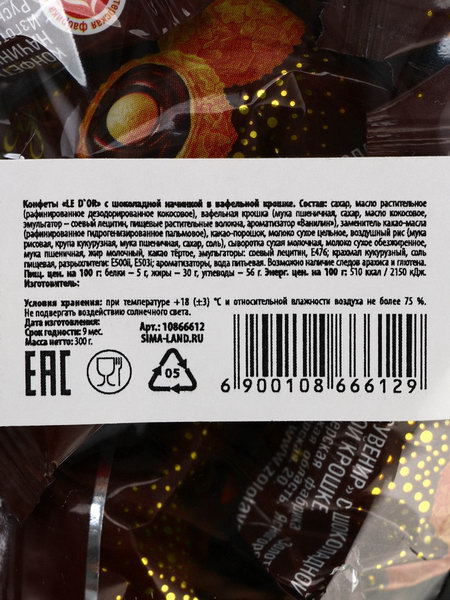 Конфеты «LE D`OR» с шоколадной начинкой в вафельной крошке. Состав: сахар, масло растительное
(рафинированное дезодорированное кокосовое), вафельная крошка (мука пшеничная, сахар, масло кокосовое,
эмульгатор – соевый лецитин, пищевые растительные волокна, ароматизатор «Ванилин»), заменитель какао-масла
(рафинированное гидрогенизированное пальмовое), какао-порошок, молоко сухое цельное, воздушный рис (мука
рисовая, крупа кукурузная, мука пшеничная, сахар, соль), сыворотка сухая молочная, молоко сухое обезжиренное,
мука пшеничная, жир молочный, какао тёртое, эмульгаторы: соевый лецитин, Е476; крахмал кукурузный, соль
пищевая, разрыхлители: Е500ii, Е503i; ароматизаторы, вода питьевая. Возможно наличие следов арахиса и глютена.
Пищ. цен. на 100 г: белки – 5 г, жиры – 30 г, углеводы – 56 г. Энерг. цен. на 100 г: 510 ккал / 2150 кДж.
Изготовитель:
Условия хранения: при температуре +18 (±3) °С и относительной влажности воздуха не более 75 %.
Не подвергать воздействию солнечного света.
Дата изготовления:
Срок годности: 9 мес.
Масса нетто: 300 г.
Арт.: 10866612
SIMA-LAND.RU
EAC
05
6 900108 666129
СУВЕНИР" С ШОКОЛАДНОЙ
КРОШКЕ